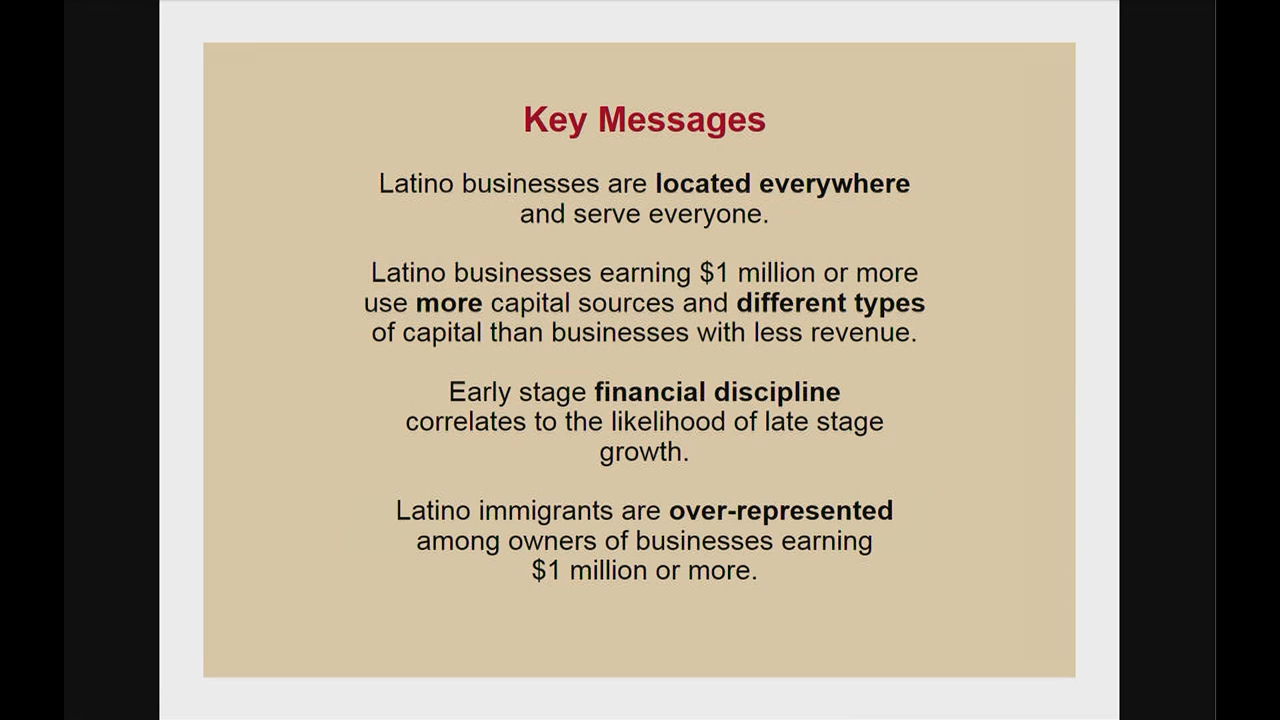 Key Messages
Latino businesses are located everywhere
and serve everyone.
Latino businesses earning $1 million or more
use more capital sources and different types
of capital than businesses with less revenue.
Early stage financial discipline
correlates to the likelihood of late stage
growth.
Latino immigrants are over-represented
among owners of businesses earning
$1 million or more.